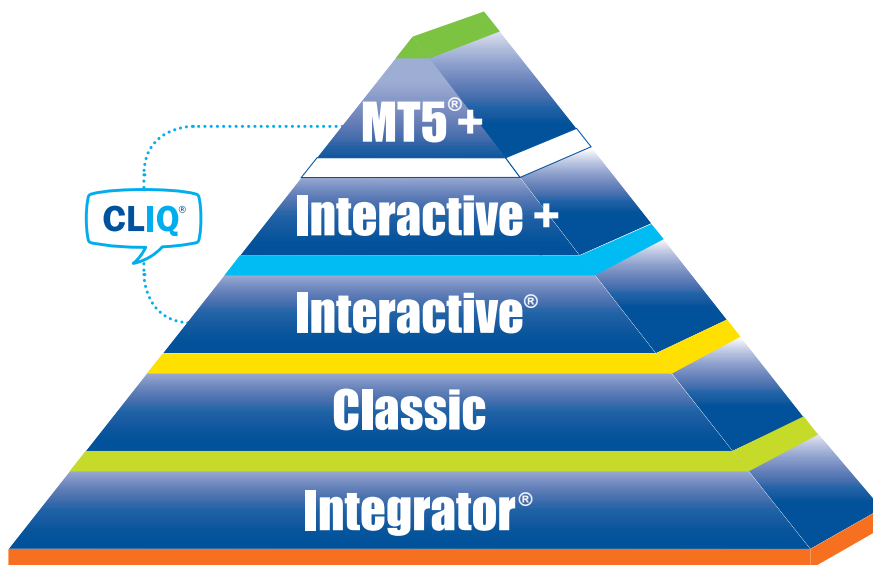 MT5®+
CLIQ®
Interactive +
Interactive®
Classic
Integrator®